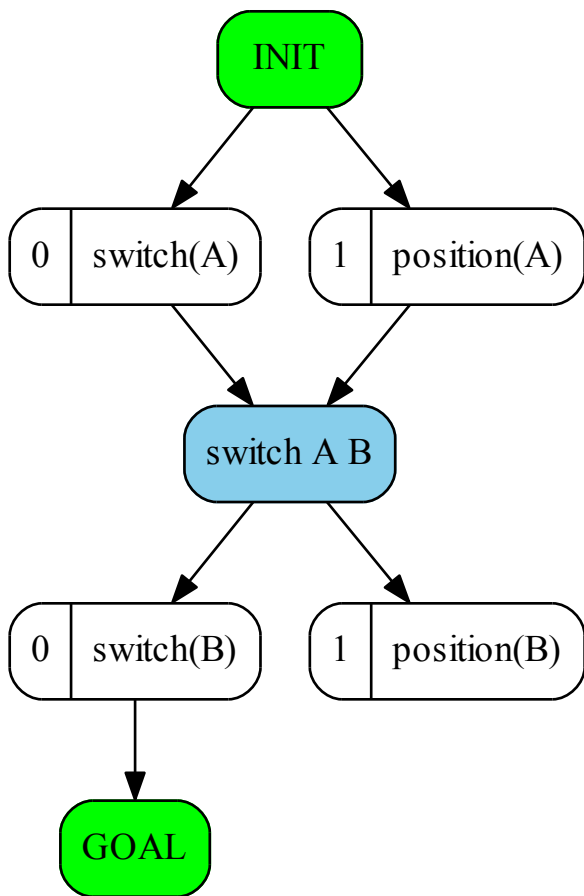 INIT
0 switch(A)
1 position(A)
switch A B
0 switch(B)
1 position(B)
GOAL